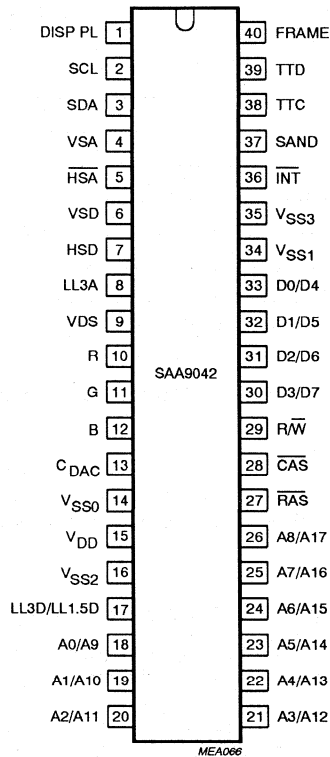 DISP PL 1 40 FRAME
SCL 2 39 TTD
SDA 3 38 TTC
VSA 4 37 SAND
H̅S̅A̅ 5 36 I̅N̅T̅
VSD 6 35 VSS3
HSD 7 34 VSS1
LL3A 8 33 D0/D4
VDS 9 32 D1/D5
R 10 31 D2/D6
G 11 30 D3/D7
SAA9042
B 12 29 R/W̅
CDAC 13 28 C̅A̅S̅
VSS0 14 27 R̅A̅S̅
VDD 15 26 A8/A17
VSS2 16 25 A7/A16
LL3D/LL1.5D 17 24 A6/A15
A0/A9 18 23 A5/A14
A1/A10 19 22 A4/A13
A2/A11 20 21 A3/A12
MEA066